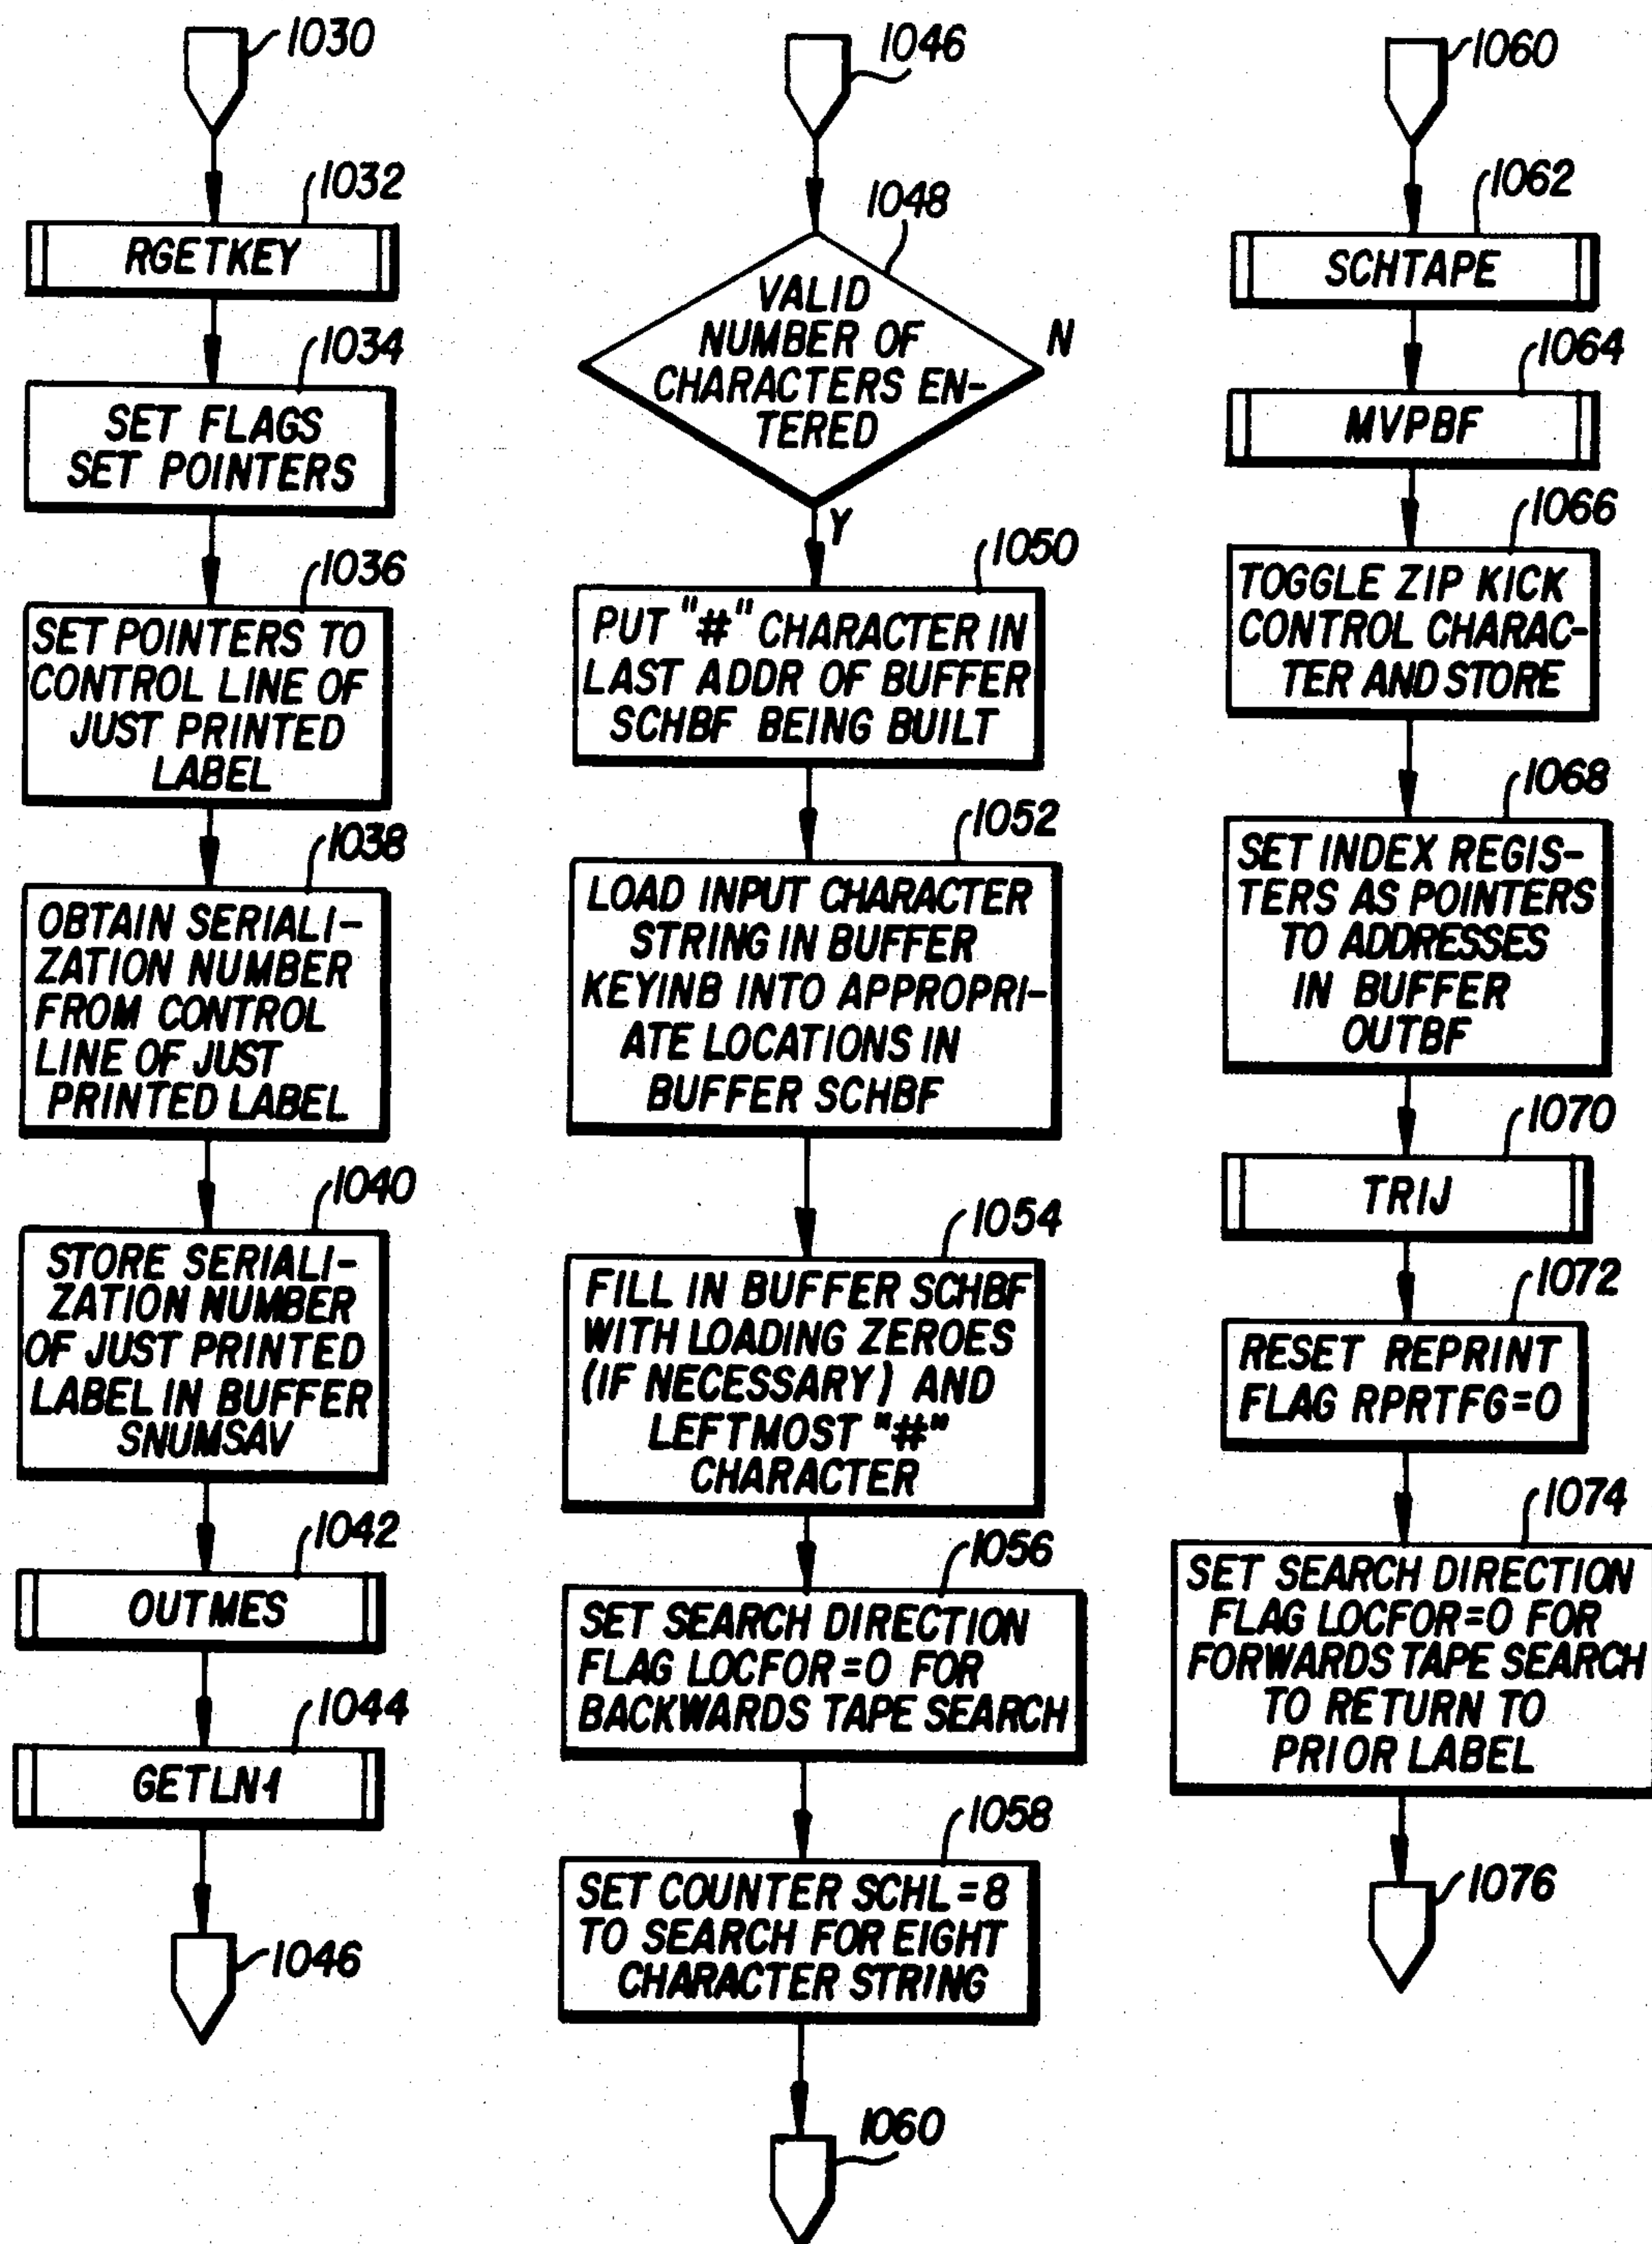 1030
1032
RGETKEY
1034
SET FLAGS
SET POINTERS
1036
SET POINTERS TO
CONTROL LINE OF
JUST PRINTED
LABEL
1038
OBTAIN SERIALI-
ZATION NUMBER
FROM CONTROL
LINE OF JUST
PRINTED LABEL
1040
STORE SERIALI-
ZATION NUMBER
OF JUST PRINTED
LABEL IN BUFFER
SNUMSAV
1042
OUTMES
1044
GETLN1
1046
1046
1048
VALID
NUMBER OF
CHARACTERS EN-
TERED
N
Y
1050
PUT "#" CHARACTER IN
LAST ADDR OF BUFFER
SCHBF BEING BUILT
1052
LOAD INPUT CHARACTER
STRING IN BUFFER
KEYINB INTO APPROPRI-
ATE LOCATIONS IN
BUFFER SCHBF
1054
FILL IN BUFFER SCHBF
WITH LOADING ZEROES
(IF NECESSARY) AND
LEFTMOST "#"
CHARACTER
1056
SET SEARCH DIRECTION
FLAG LOCFOR=0 FOR
BACKWARDS TAPE SEARCH
1058
SET COUNTER SCHL=8
TO SEARCH FOR EIGHT
CHARACTER STRING
1060
1060
1062
SCHTAPE
1064
MVPBF
1066
TOGGLE ZIP KICK
CONTROL CHARAC-
TER AND STORE
1068
SET INDEX REGIS-
TERS AS POINTERS
TO ADDRESSES
IN BUFFER
OUTBF
1070
TRIJ
1072
RESET REPRINT
FLAG RPRTFG=0
1074
SET SEARCH DIRECTION
FLAG LOCFOR=0 FOR
FORWARDS TAPE SEARCH
TO RETURN TO
PRIOR LABEL
1076